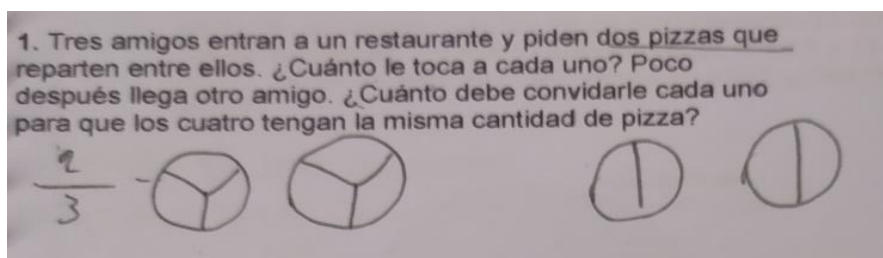 1. Tres amigos entran a un restaurante y piden dos pizzas que
reparten entre ellos. ¿Cuánto le toca a cada uno? Poco
después llega otro amigo. ¿Cuánto debe convidarle cada uno
para que los cuatro tengan la misma cantidad de pizza?
2
3